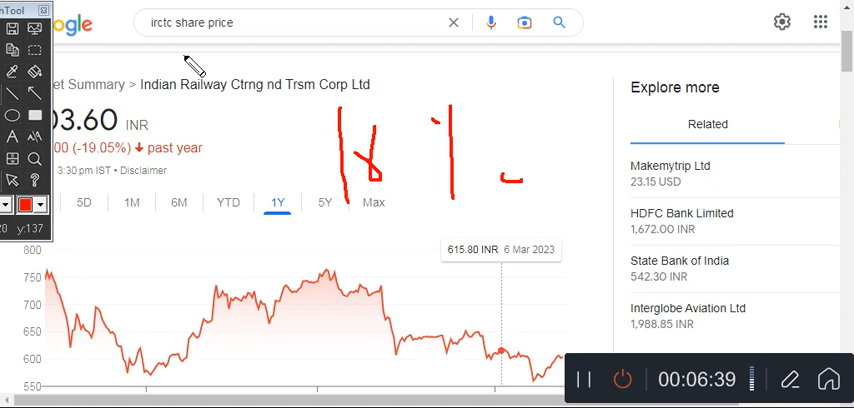 hTool
gle
irctc share price
et Summary > Indian Railway Ctrng nd Trsm Corp Ltd
03.60 INR
00 (-19.05%) ↓ past year
3:30 pm IST • Disclaimer
5D 1M 6M YTD 1Y 5Y Max
615.80 INR 6 Mar 2023
800
750
700
650
600
550
Explore more
Related
Makemytrip Ltd
23.15 USD
HDFC Bank Limited
1,672.00 INR
State Bank of India
542.30 INR
Interglobe Aviation Ltd
1,988.85 INR
20 y:137
00:06:39